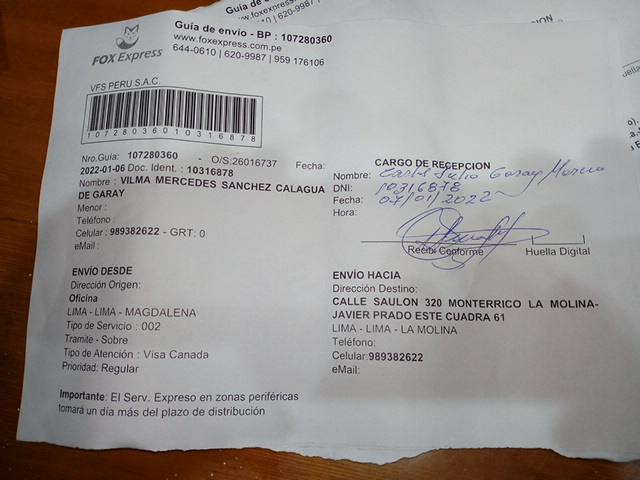 Guía de envío - BP : 107280360
www.foxexpress.com.pe
644-0610 | 620-9987 | 959 176106
FOX Express
VFS PERU S.A.C.
10728036010316878
Nro.Guía: 107280360 - O/S:26016737 Fecha:
2022-01-06 Doc. Ident. : 10316878
Nombre : VILMA MERCEDES SANCHEZ CALAGUA
DE GARAY
Menor :
Teléfono :
Celular : 989382622 - GRT: 0
eMail :
CARGO DE RECEPCION
Nombre: Carlos Julio Garay Moreno
DNI: 10316878
Fecha: 07/01/2022
Hora:
Recibí Conforme
Huella Digital
ENVÍO DESDE
Dirección Origen:
Oficina
LIMA - LIMA - MAGDALENA
Tipo de Servicio : 002
Tramite - Sobre
Tipo de Atención : Visa Canada
Prioridad: Regular
ENVÍO HACIA
Dirección Destino:
CALLE SAULON 320 MONTERRICO LA MOLINA-
JAVIER PRADO ESTE CUADRA 61
LIMA - LIMA - LA MOLINA
Teléfono:
Celular:989382622
eMail:
Importante: El Serv. Expreso en zonas periféricas
tomará un día más del plazo de distribución